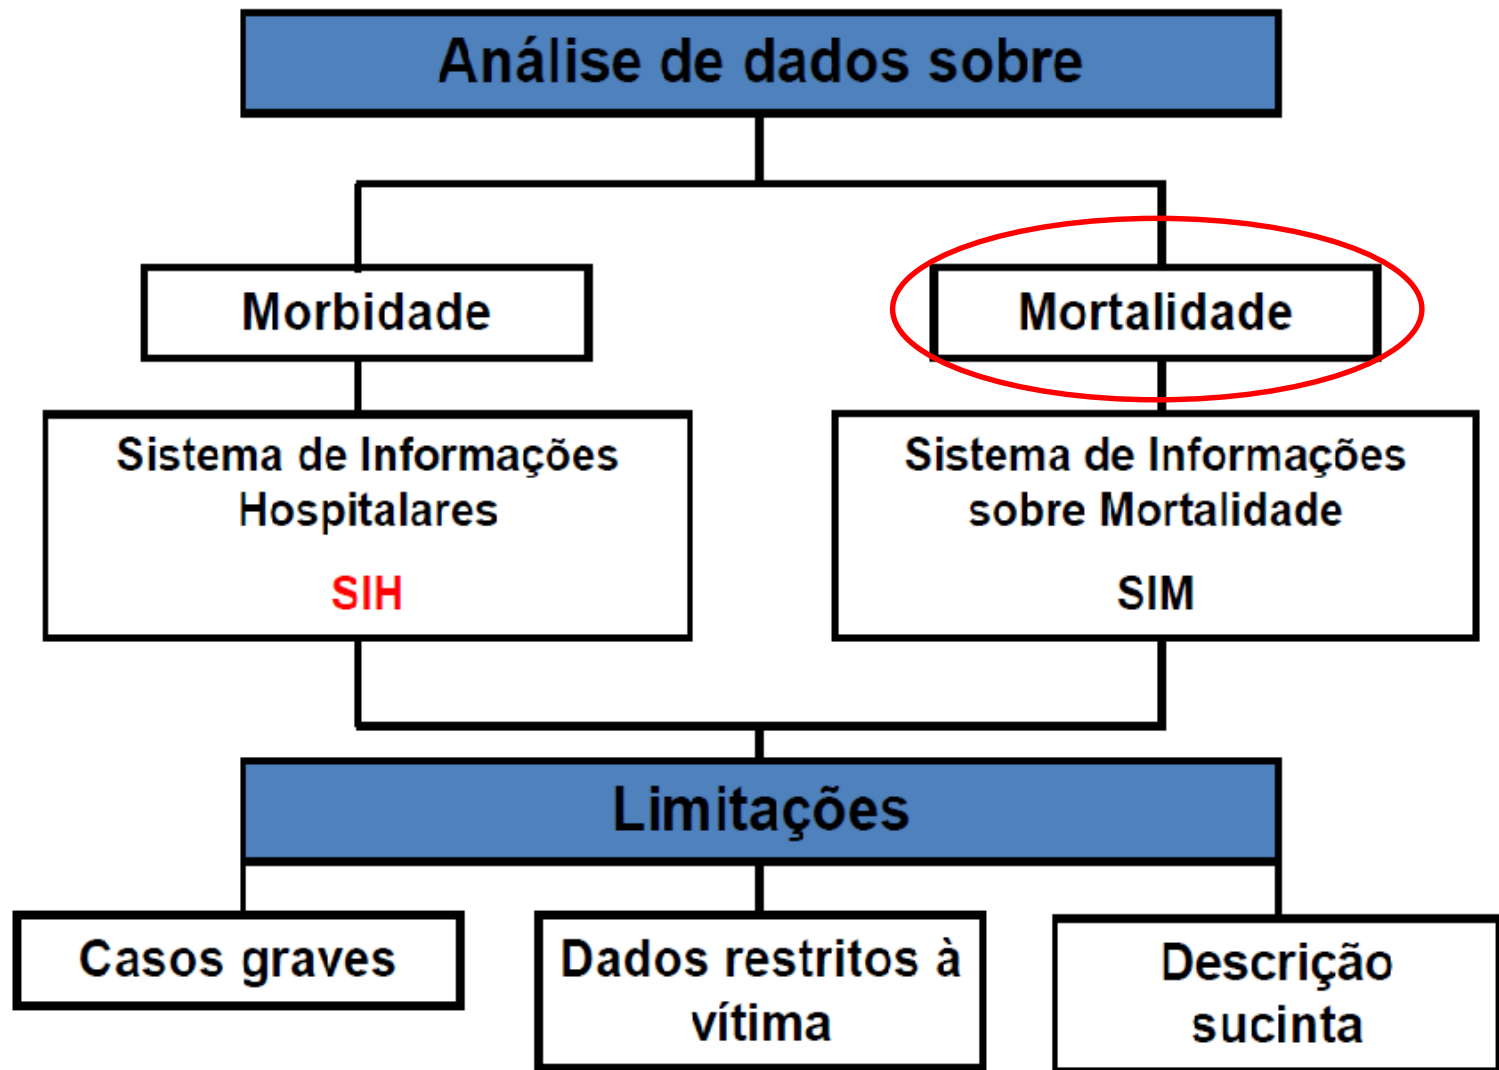 Análise de dados sobre
Morbidade
Mortalidade
Sistema de Informações
Hospitalares
SIH
Sistema de Informações
sobre Mortalidade
SIM
Limitações
Casos graves
Dados restritos à
vítima
Descrição
sucinta